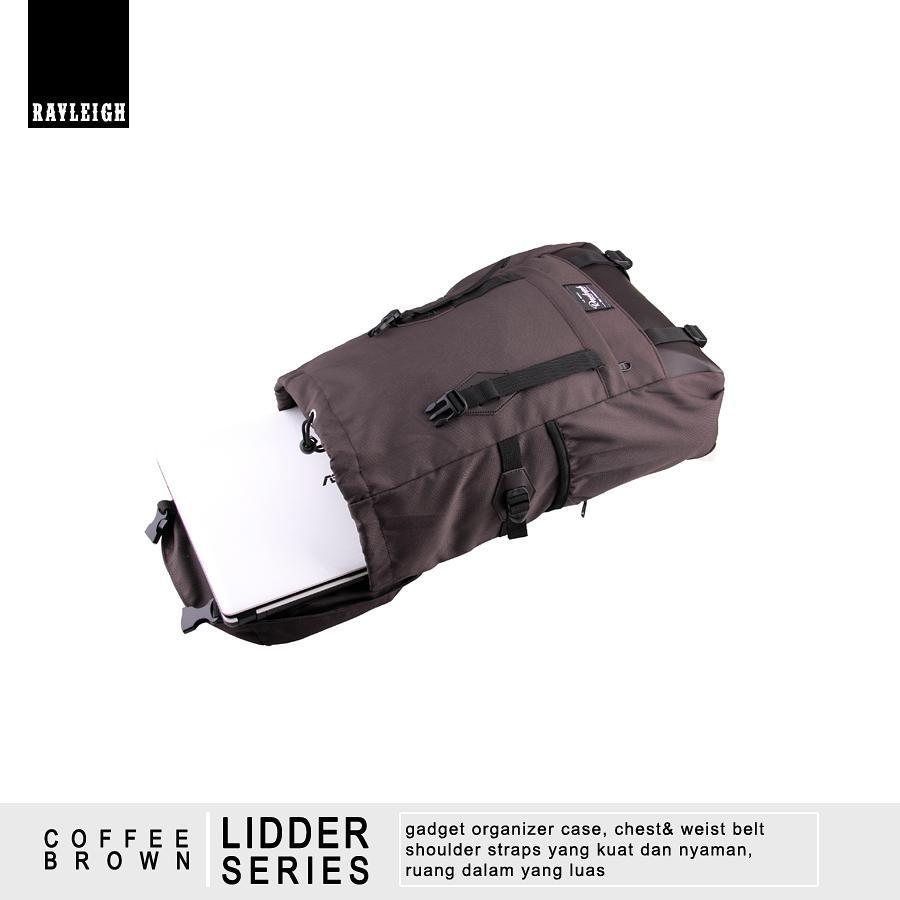 RAYLEIGH
COFFEE
BROWN
LIDDER
SERIES
gadget organizer case, chest& weist belt
shoulder straps yang kuat dan nyaman,
ruang dalam yang luas